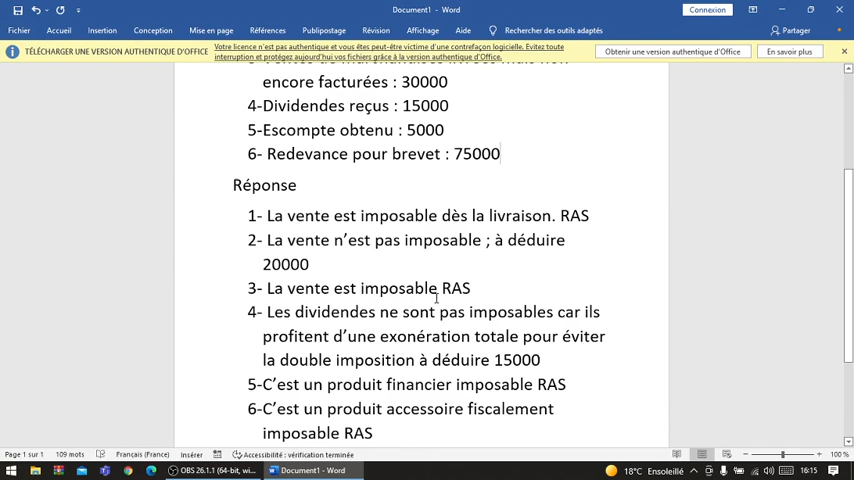 Document1 - Word
Connexion
Fichier Accueil Insertion Conception Mise en page Références Publipostage Révision Affichage Aide Rechercher des outils adaptés Partager
TÉLÉCHARGER UNE VERSION AUTHENTIQUE D'OFFICE Votre licence n'est pas authentique et vous êtes peut-être victime d'une contrefaçon logicielle. Évitez toute Obtenir une version authentique d'Office En savoir plus
interruption et protégez aujourd'hui vos fichiers grâce à la version authentique d'Office.
encore facturées : 30000
4-Dividendes reçus : 15000
5-Escompte obtenu : 5000
6- Redevance pour brevet : 75000
Réponse
1- La vente est imposable dès la livraison. RAS
2- La vente n'est pas imposable ; à déduire
20000
3- La vente est imposable RAS
4- Les dividendes ne sont pas imposables car ils
profitent d'une exonération totale pour éviter
la double imposition à déduire 15000
5-C'est un produit financier imposable RAS
6-C'est un produit accessoire fiscalement
imposable RAS
Page 1 sur 1 109 mots Français (France) Insérer Accessibilité : vérification terminée 100 %
OBS 26.1.1 (64-bit, wi... Document1 - Word 18°C Ensoleillé 16:15